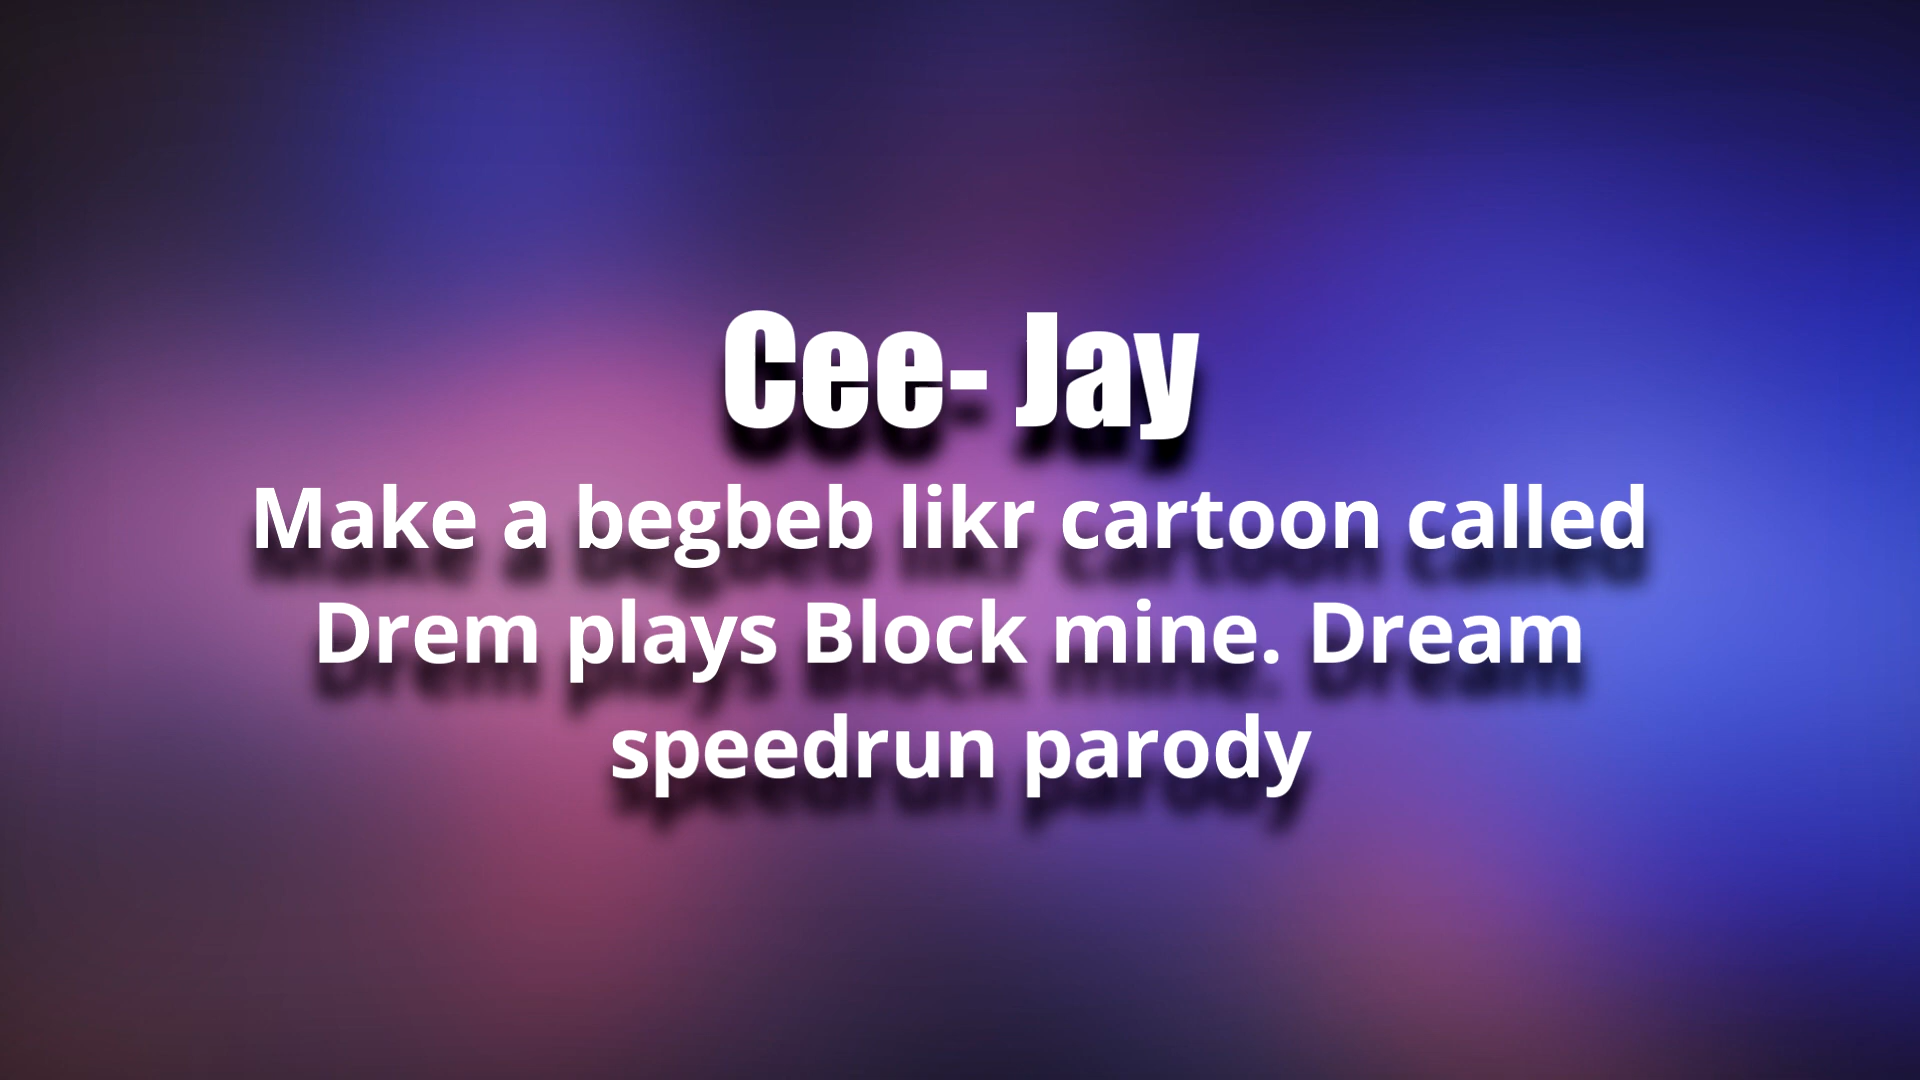 Cee- Jay
Make a begbeb likr cartoon called
Drem plays Block mine. Dream
speedrun parody